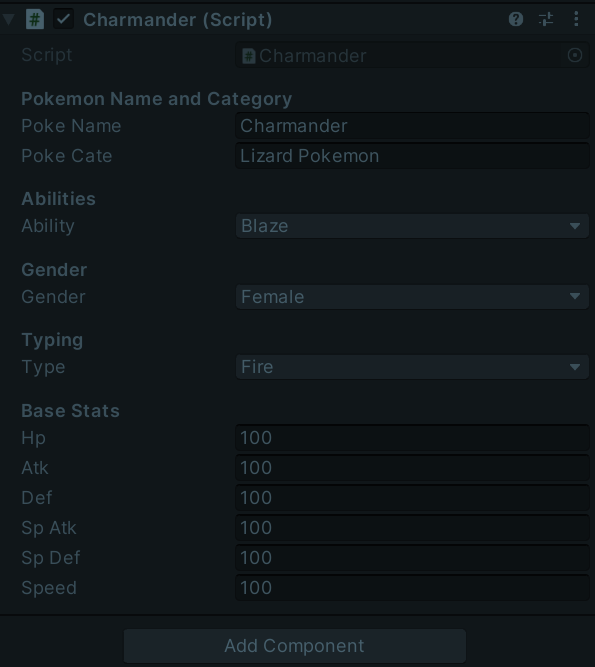 Charmander (Script)
Script Charmander
Pokemon Name and Category
Poke Name Charmander
Poke Cate Lizard Pokemon
Abilities
Ability Blaze
Gender
Gender Female
Typing
Type Fire
Base Stats
Hp 100
Atk 100
Def 100
Sp Atk 100
Sp Def 100
Speed 100
Add Component